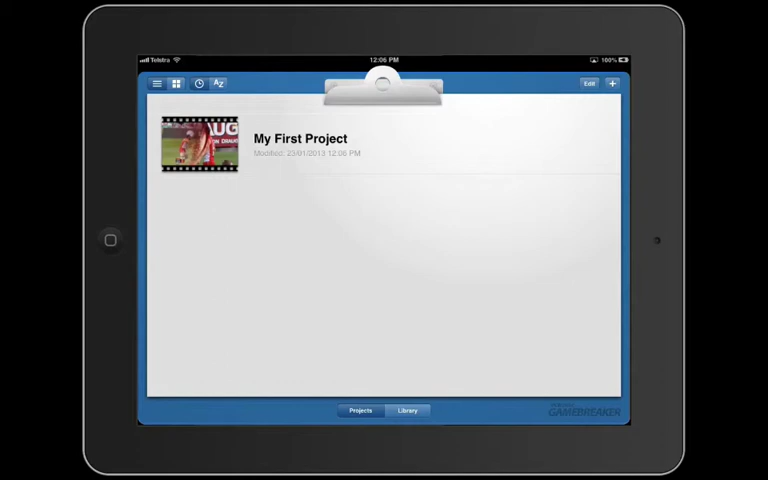 Telstra
12:06 PM
100%
AZ
Edit
+
AUG
My First Project
Modified: 23/01/2013 12:06 PM
Projects
Library
GAMEBREAKER